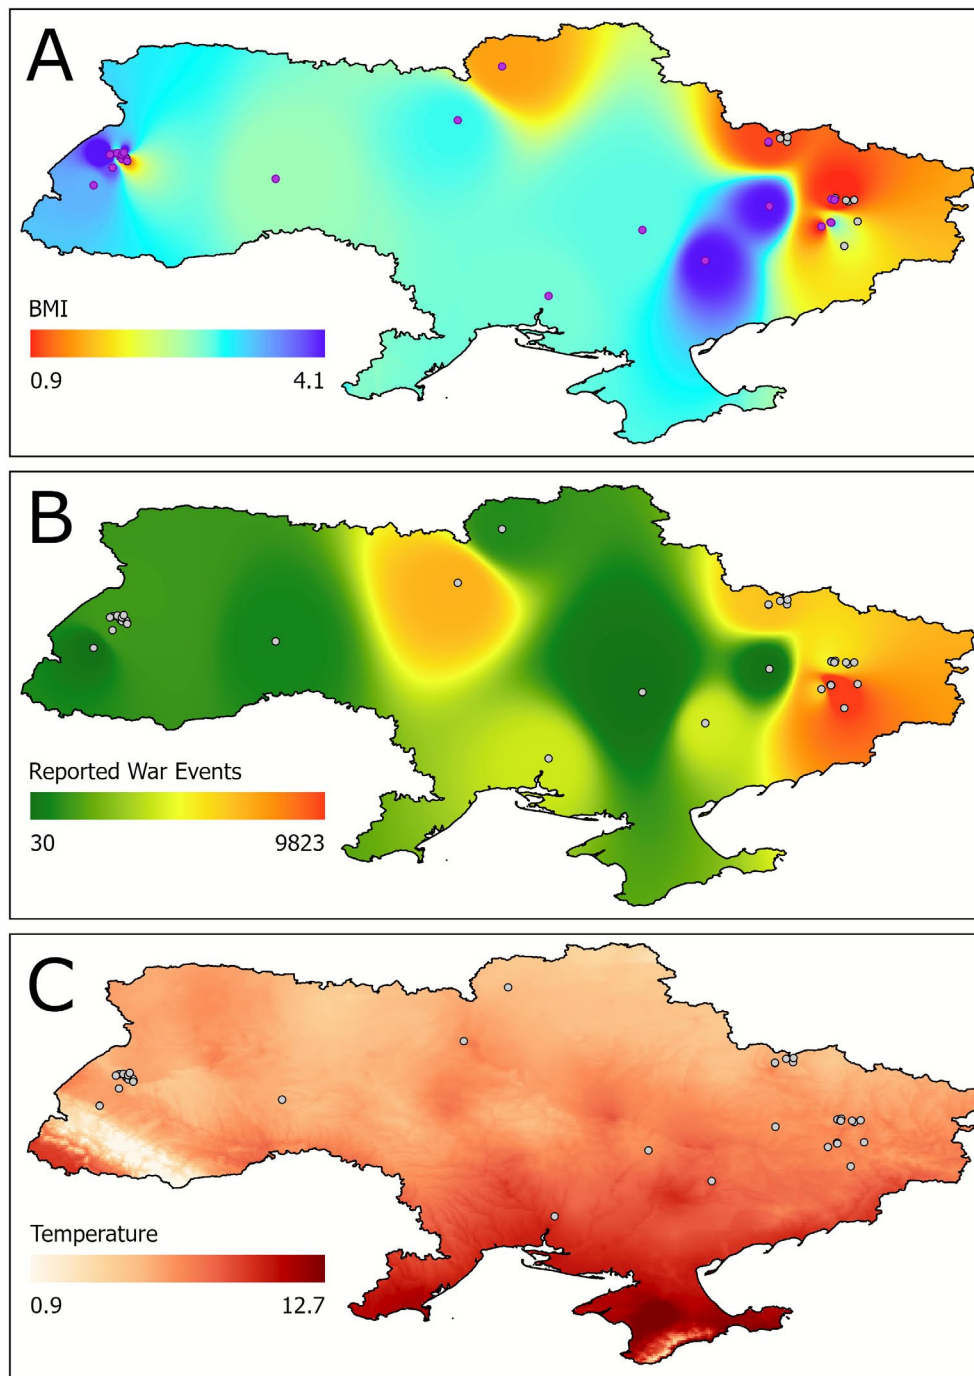 A
BMI
0.9 4.1
B
Reported War Events
30 9823
C
Temperature
0.9 12.7